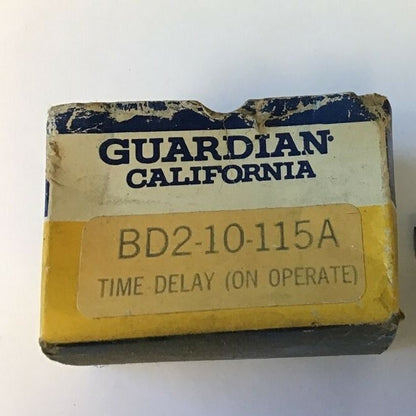 GUARDIAN
CALIFORNIA
BD2-10-115A
TIME DELAY (ON OPERATE)